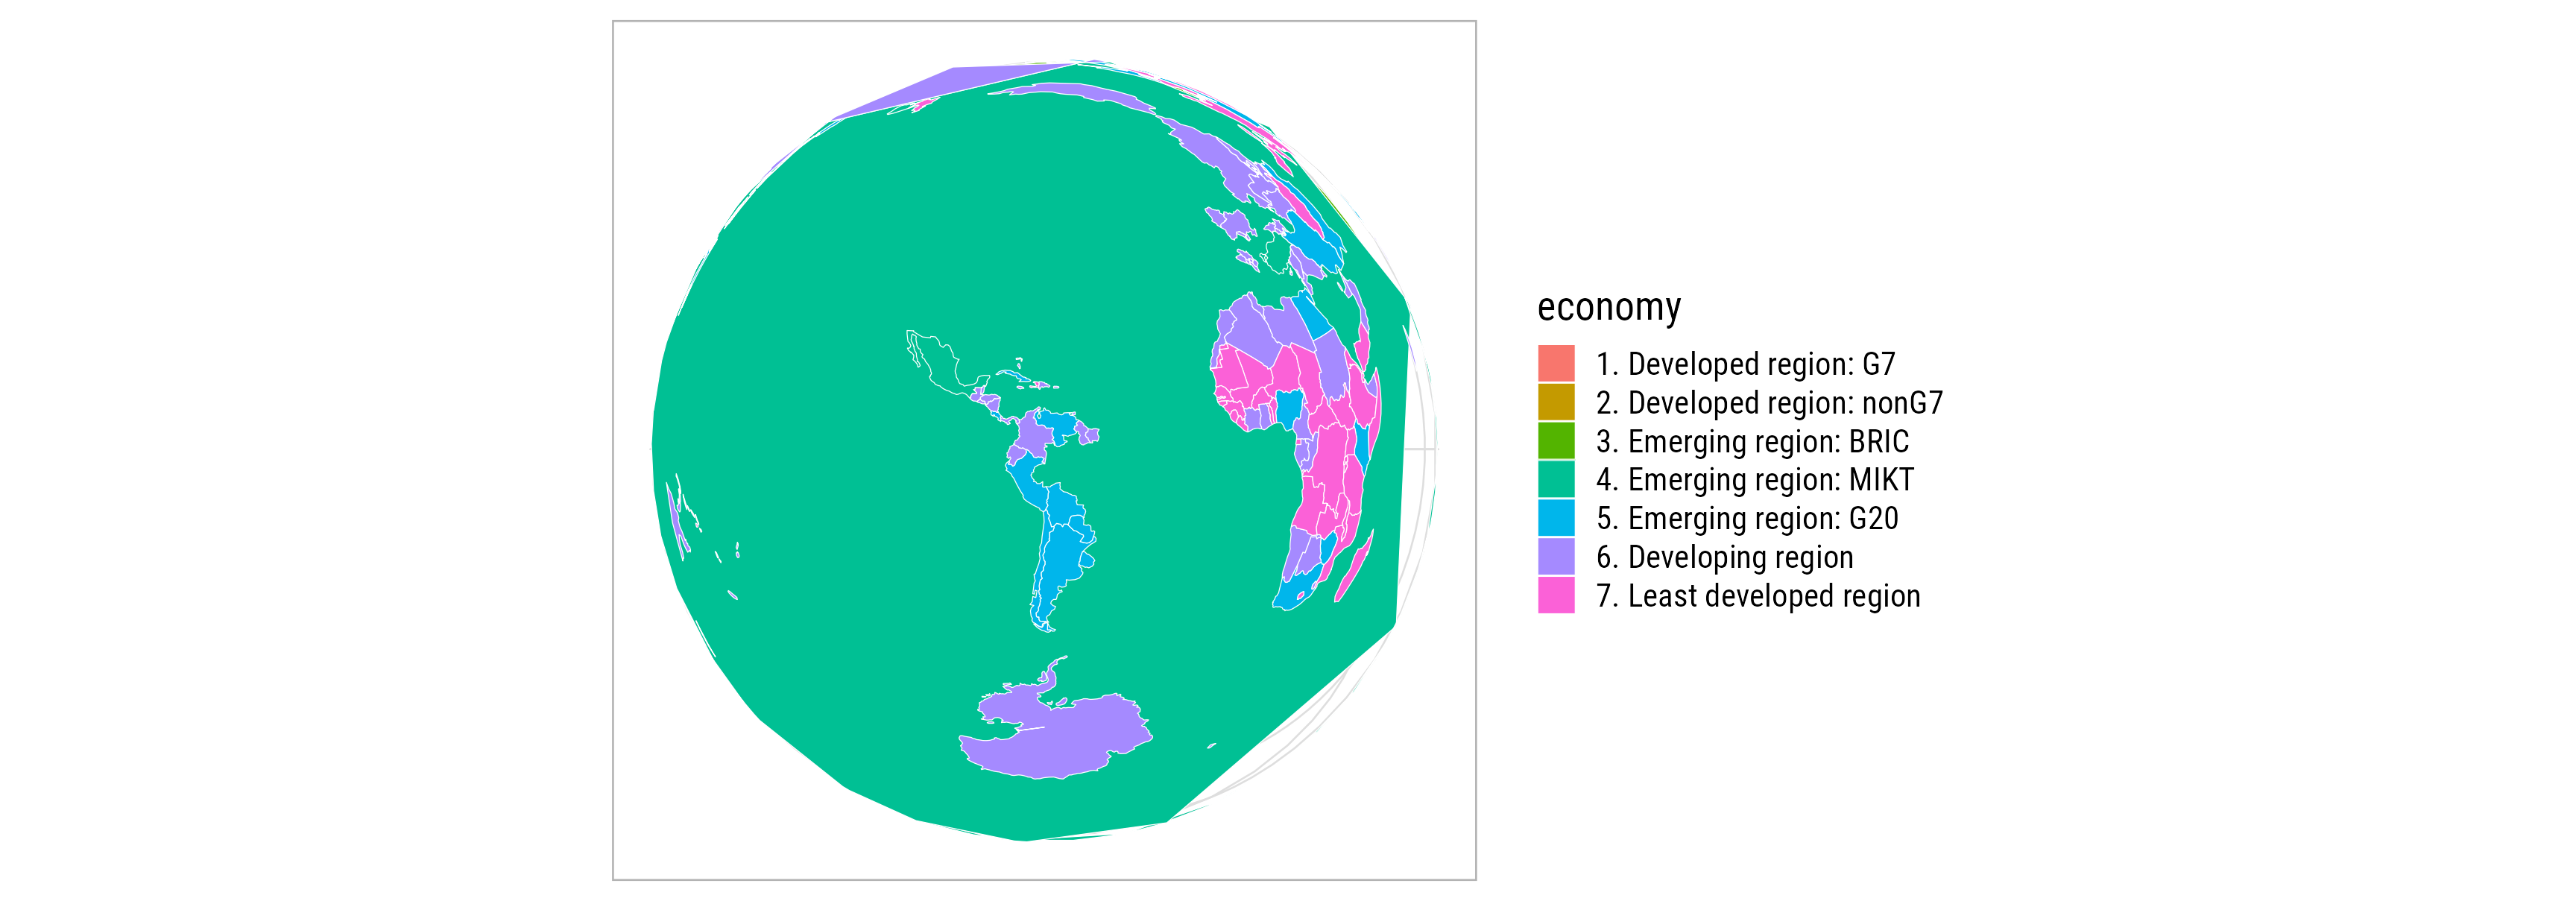 economy
1. Developed region: G7
2. Developed region: nonG7
3. Emerging region: BRIC
4. Emerging region: MIKT
5. Emerging region: G20
6. Developing region
7. Least developed region